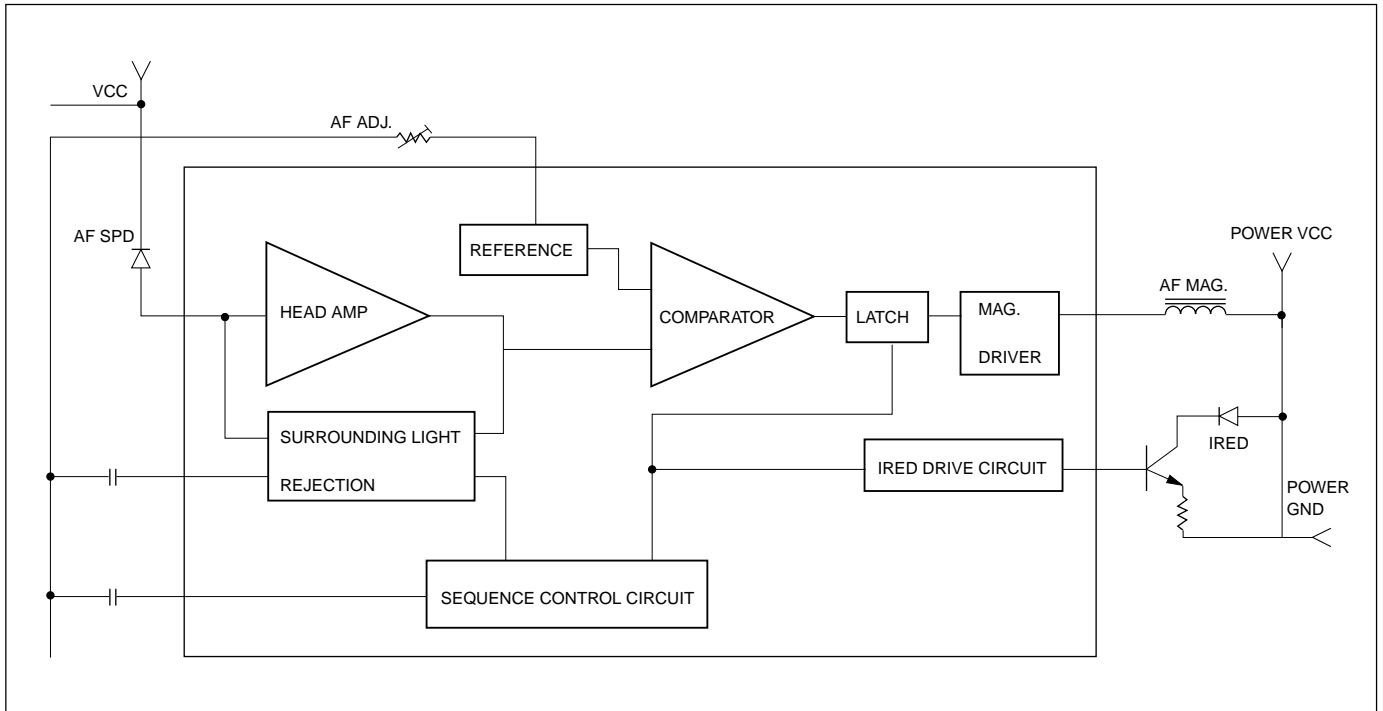 VCC
AF ADJ.
AF SPD
REFERENCE
POWER VCC
AF MAG.
HEAD AMP
COMPARATOR
LATCH
MAG.
DRIVER
SURROUNDING LIGHT
REJECTION
IRED DRIVE CIRCUIT
IRED
POWER
GND
SEQUENCE CONTROL CIRCUIT